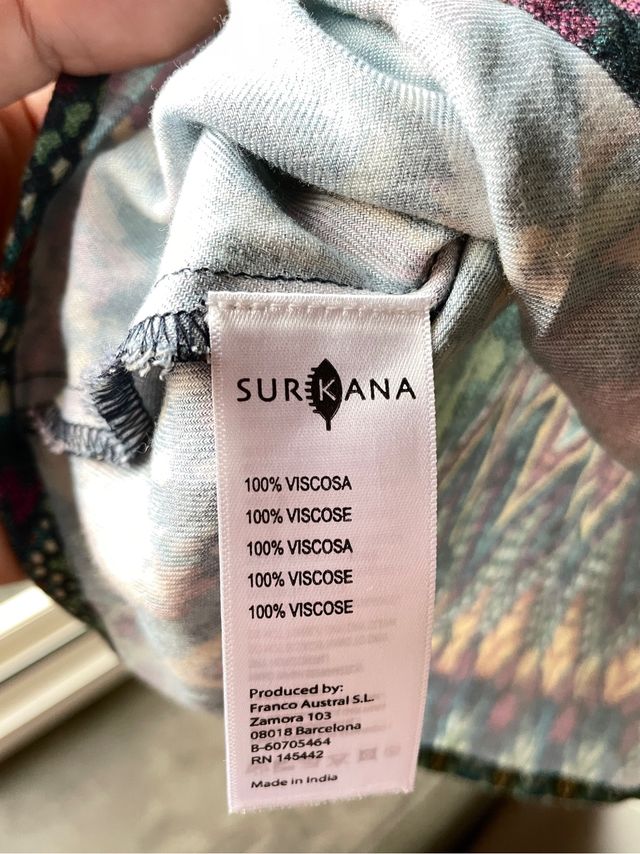 SURKANA
100% VISCOSA
100% VISCOSE
100% VISCOSA
100% VISCOSE
100% VISCOSE
Produced by:
Franco Austral S.L.
Zamora 103
08018 Barcelona
B-60705464
RN 145442
Made in India